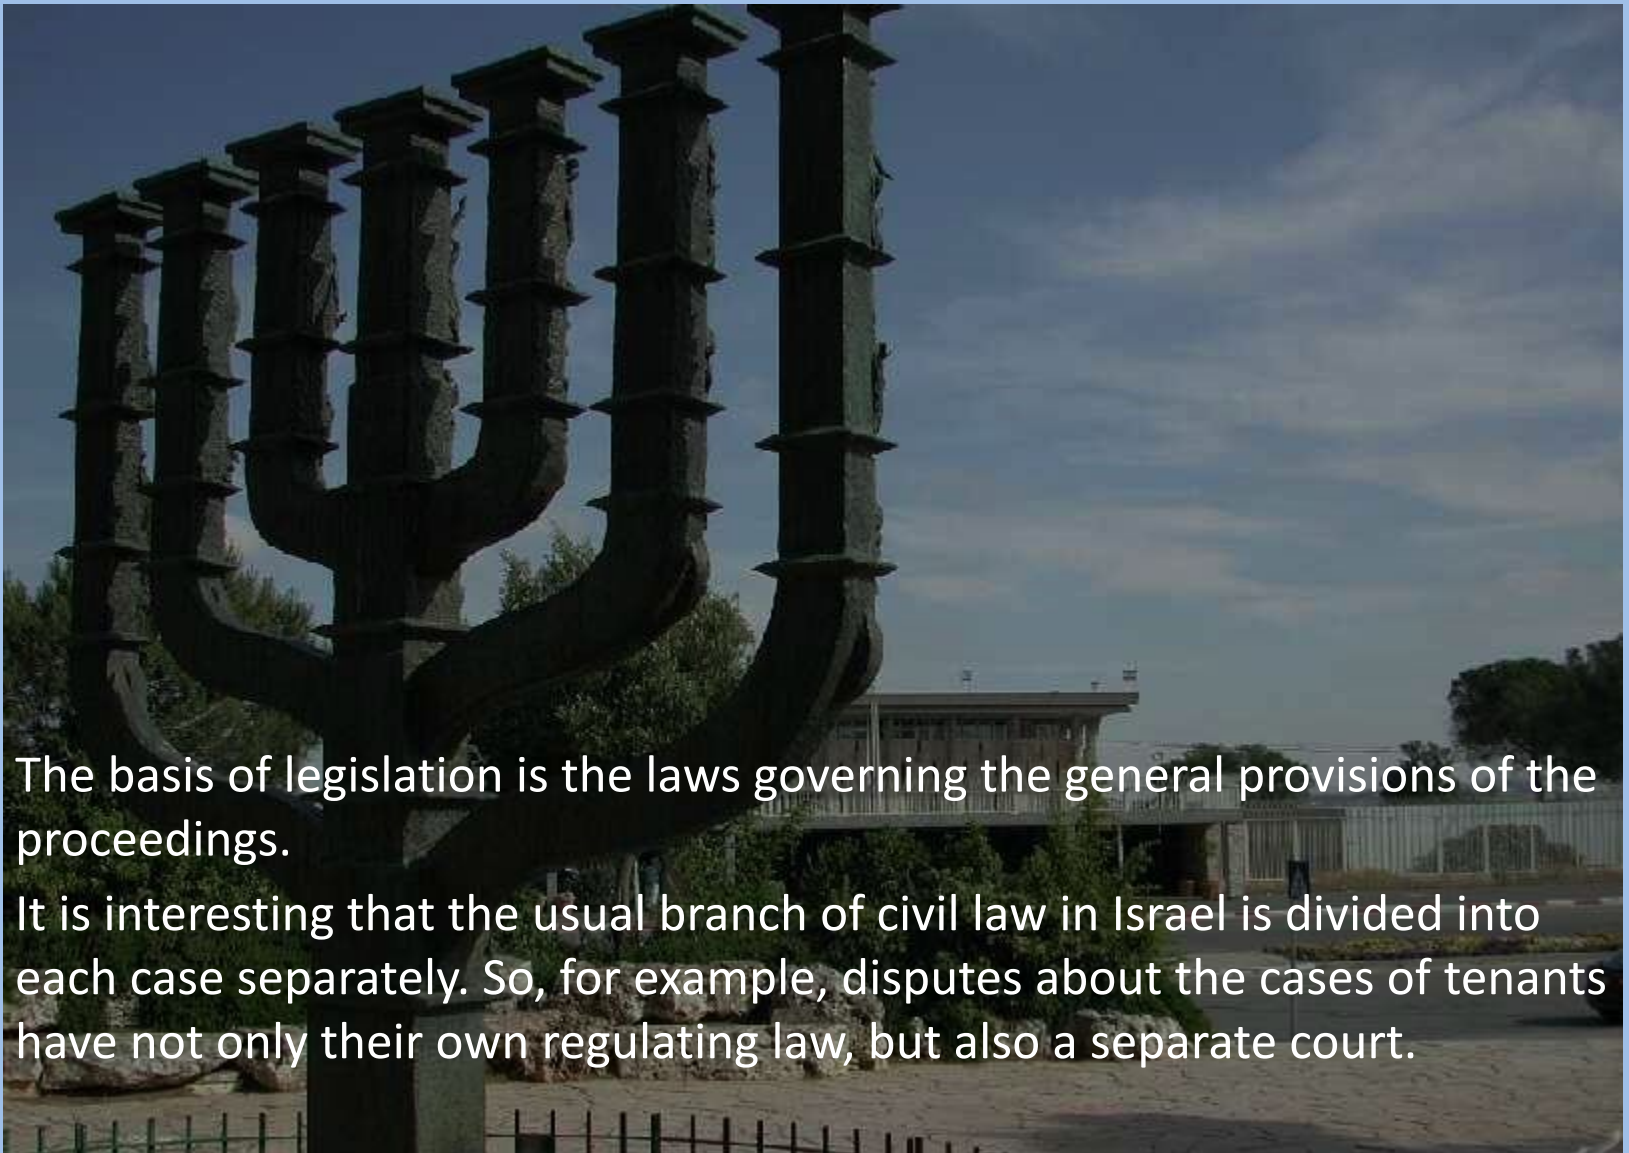 The basis of legislation is the laws governing the general provisions of the
proceedings.
It is interesting that the usual branch of civil law in Israel is divided into
each case separately. So, for example, disputes about the cases of tenants
have not only their own regulating law, but also a separate court.